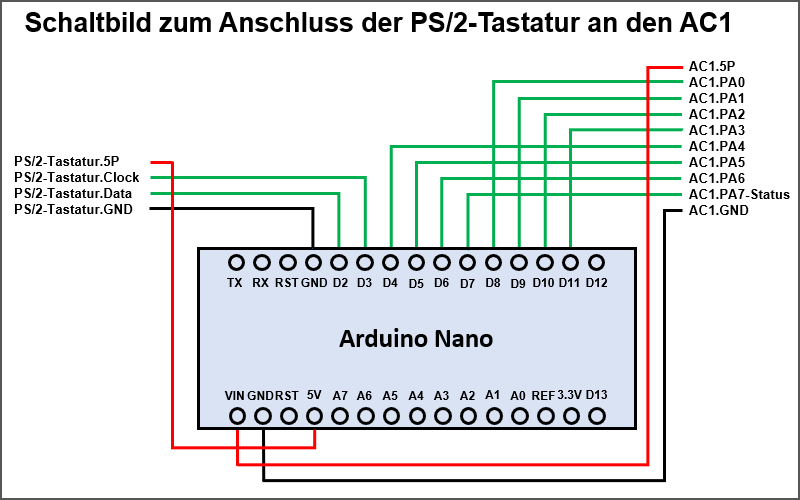 Schaltbild zum Anschluss der PS/2-Tastatur an den AC1
AC1.5P
AC1.PA0
AC1.PA1
AC1.PA2
AC1.PA3
AC1.PA4
AC1.PA5
AC1.PA6
AC1.PA7-Status
AC1.GND
PS/2-Tastatur.5P
PS/2-Tastatur.Clock
PS/2-Tastatur.Data
PS/2-Tastatur.GND
TX RX RST GND D2 D3 D4 D5 D6 D7 D8 D9 D10 D11 D12
Arduino Nano
VIN GND RST 5V A7 A6 A5 A4 A3 A2 A1 A0 REF 3.3V D13